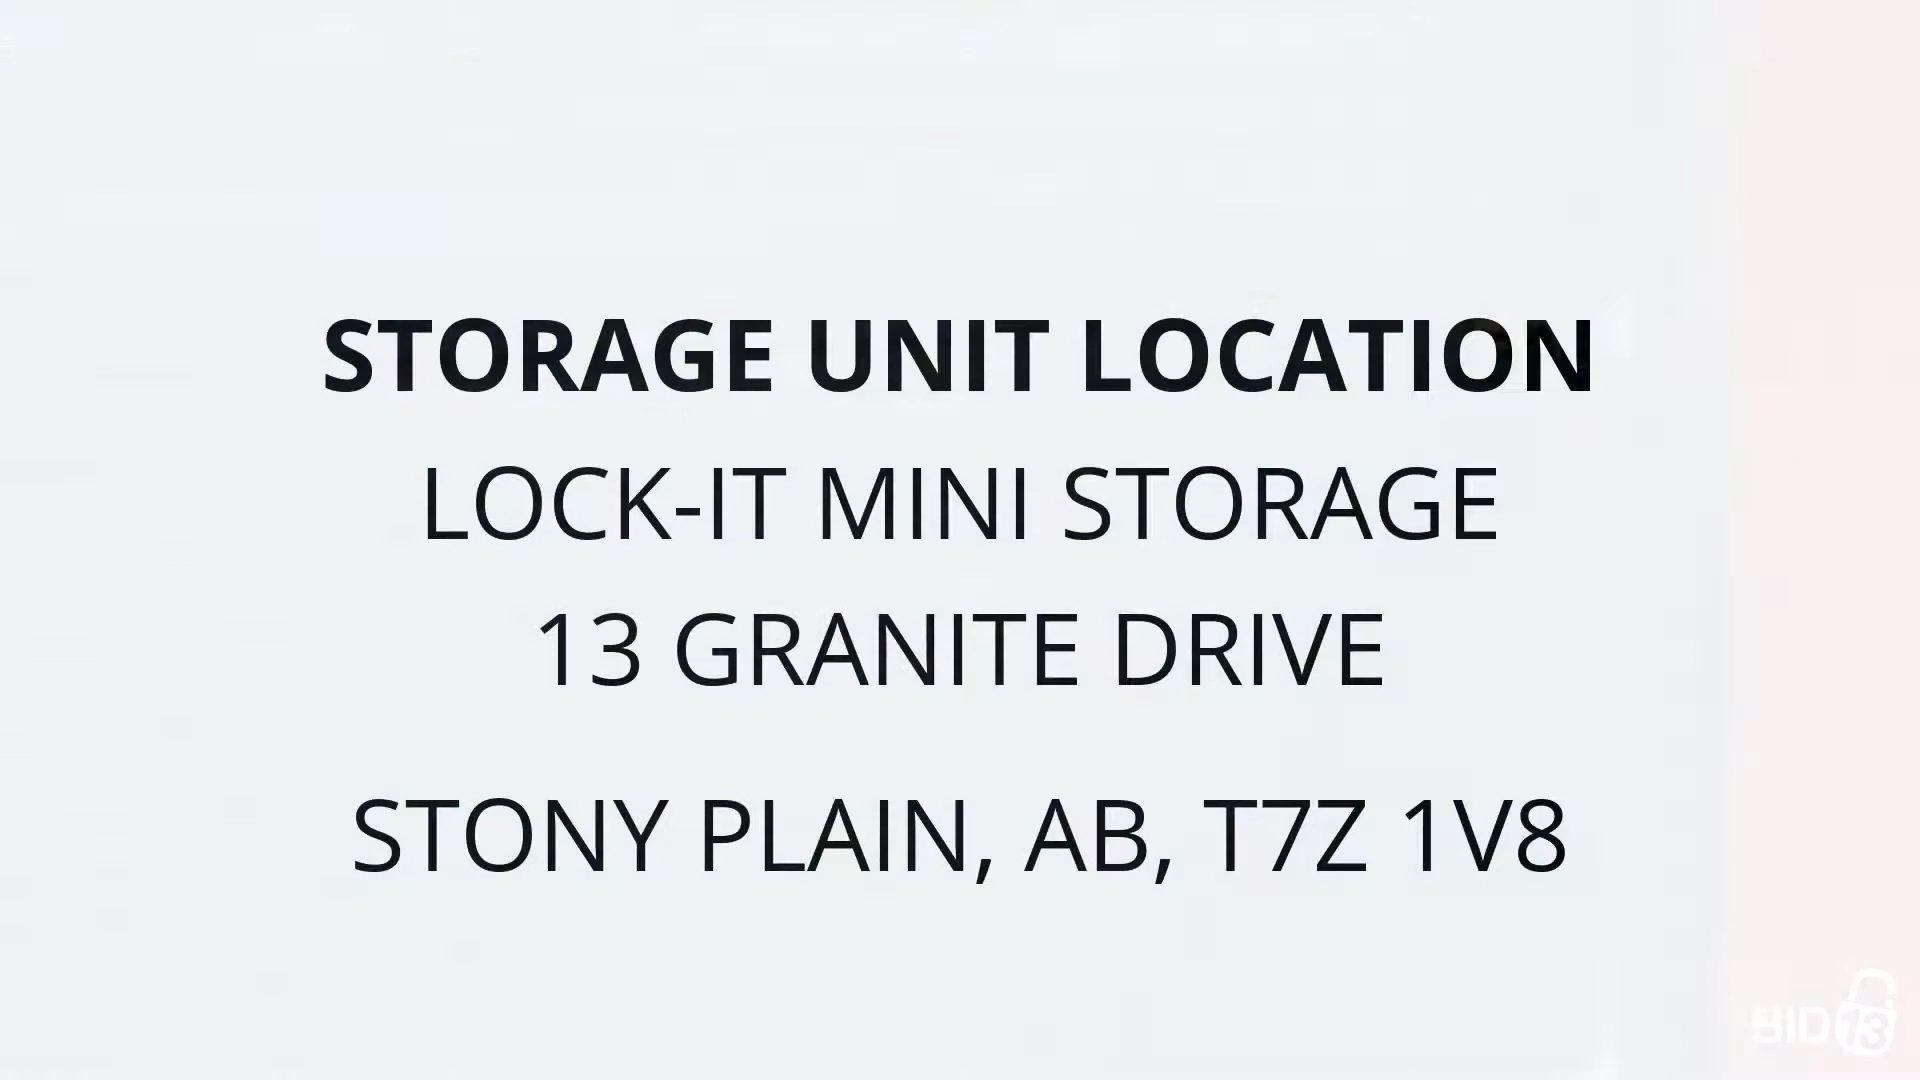 STORAGE UNIT LOCATION
LOCK-IT MINI STORAGE
13 GRANITE DRIVE
STONY PLAIN, AB, T7Z 1V8
BID13